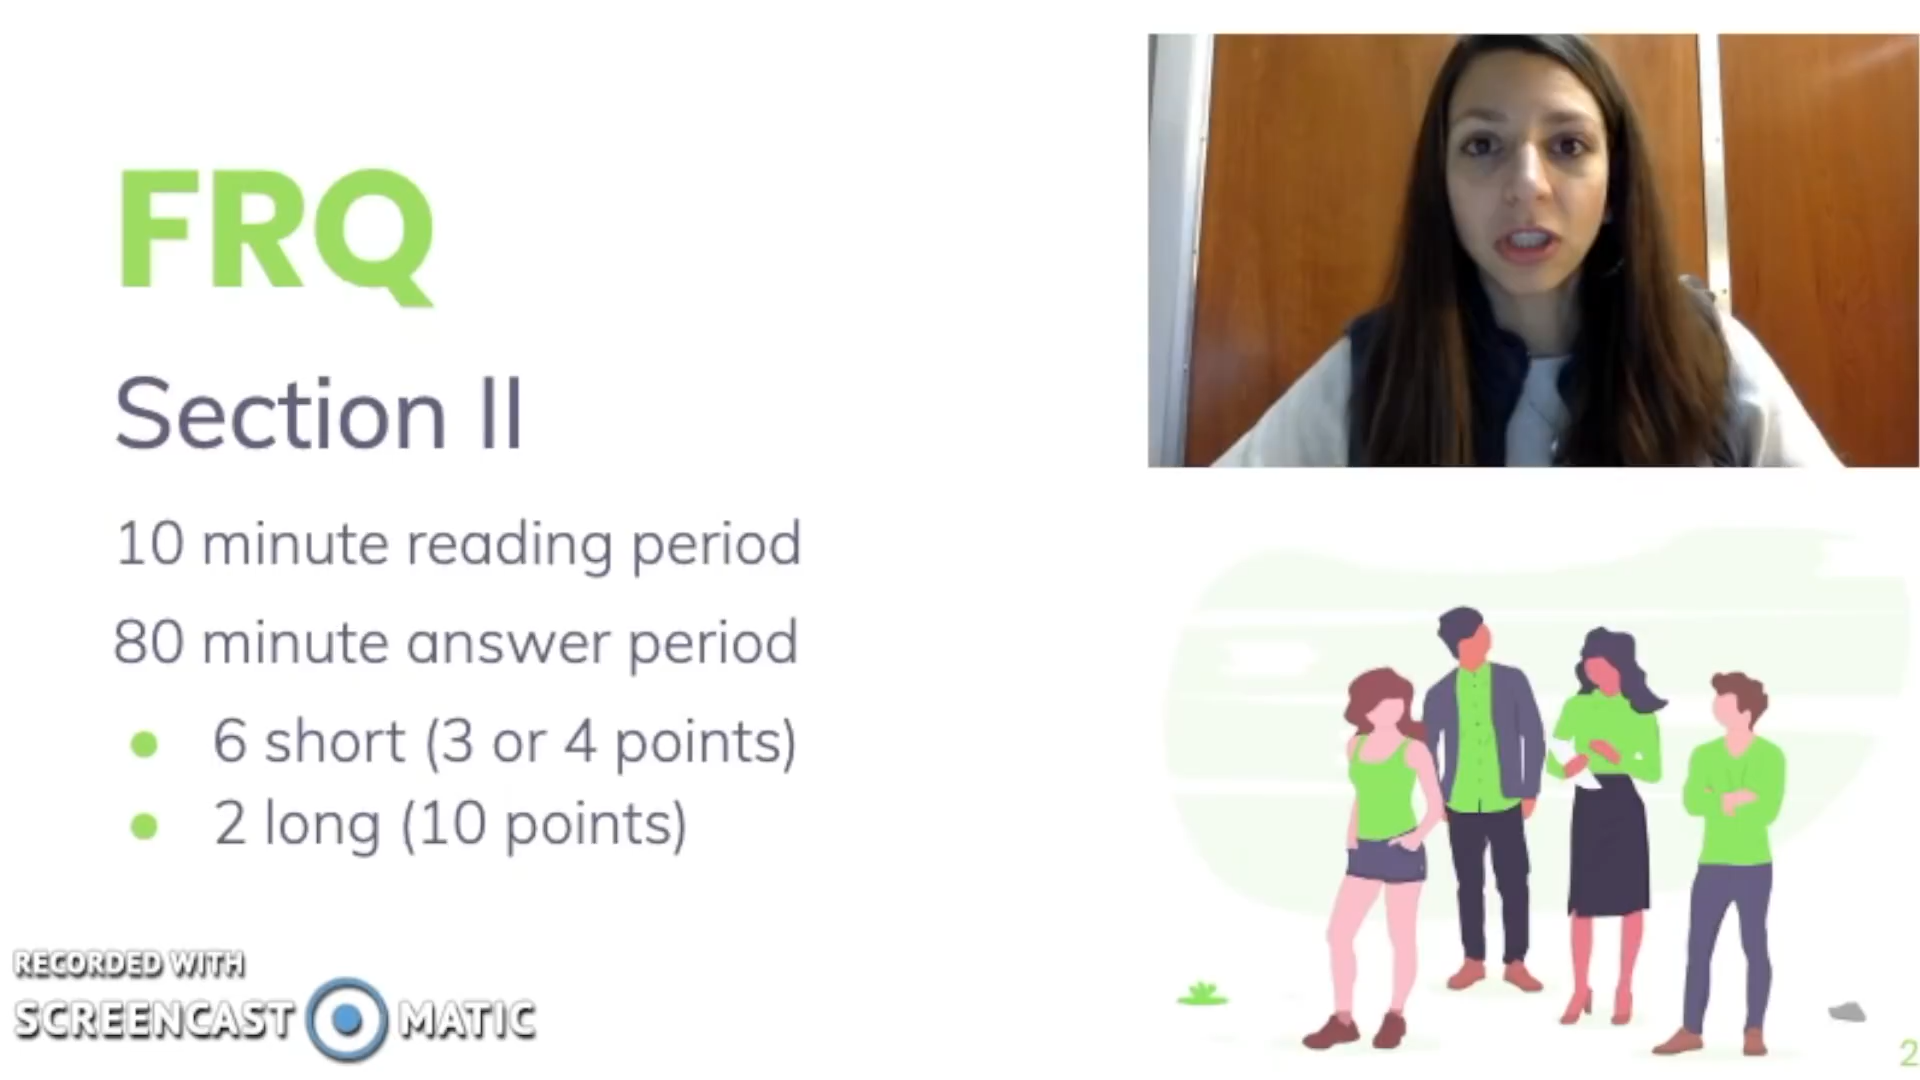 FRQ
Section II
10 minute reading period
80 minute answer period
6 short (3 or 4 points)
2 long (10 points)
RECORDED WITH
SCREENCAST MATIC
2